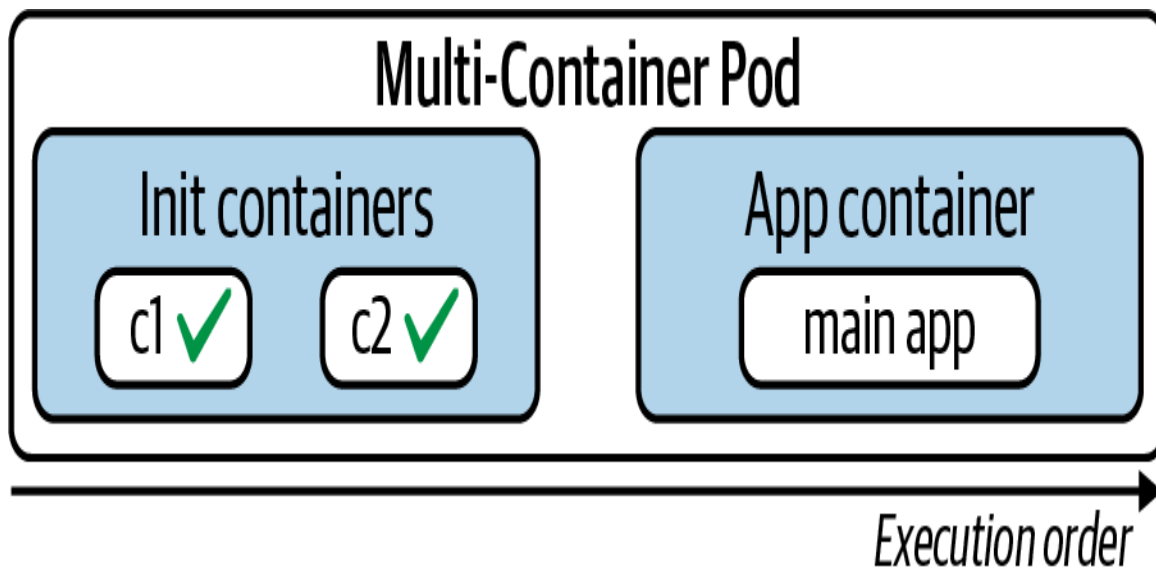 Multi-Container Pod
Init containers
c1
c2
App container
main app
Execution order